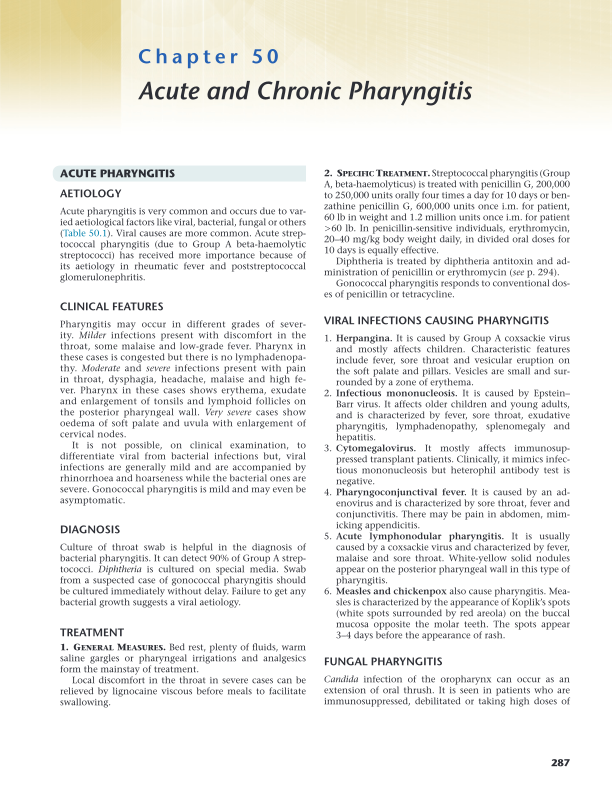 Chapter 50
Acute and Chronic Pharyngitis
ACUTE PHARYNGITIS
AETIOLOGY
Acute pharyngitis is very common and occurs due to var-
ied aetiological factors like viral, bacterial, fungal or others
(Table 50.1). Viral causes are more common. Acute strep-
tococcal pharyngitis (due to Group A beta-haemolytic
streptococci) has received more importance because of
its aetiology in rheumatic fever and poststreptococcal
glomerulonephritis.
CLINICAL FEATURES
Pharyngitis may occur in different grades of sever-
ity. Milder infections present with discomfort in the
throat, some malaise and low-grade fever. Pharynx in
these cases is congested but there is no lymphadenopa-
thy. Moderate and severe infections present with pain
in throat, dysphagia, headache, malaise and high fe-
ver. Pharynx in these cases shows erythema, exudate
and enlargement of tonsils and lymphoid follicles on
the posterior pharyngeal wall. Very severe cases show
oedema of soft palate and uvula with enlargement of
cervical nodes.
It is not possible, on clinical examination, to
differentiate viral from bacterial infections but, viral
infections are generally mild and are accompanied by
rhinorrhoea and hoarseness while the bacterial ones are
severe. Gonococcal pharyngitis is mild and may even be
asymptomatic.
DIAGNOSIS
Culture of throat swab is helpful in the diagnosis of
bacterial pharyngitis. It can detect 90% of Group A strep-
tococci. Diphtheria is cultured on special media. Swab
from a suspected case of gonococcal pharyngitis should
be cultured immediately without delay. Failure to get any
bacterial growth suggests a viral aetiology.
TREATMENT
1. GENERAL MEASURES. Bed rest, plenty of fluids, warm
saline gargles or pharyngeal irrigations and analgesics
form the mainstay of treatment.
Local discomfort in the throat in severe cases can be
relieved by lignocaine viscous before meals to facilitate
swallowing.
2. SPECIFIC TREATMENT. Streptococcal pharyngitis (Group
A, beta-haemolyticus) is treated with penicillin G, 200,000
to 250,000 units orally four times a day for 10 days or ben-
zathine penicillin G, 600,000 units once i.m. for patient,
60 lb in weight and 1.2 million units once i.m. for patient
>60 lb. In penicillin-sensitive individuals, erythromycin,
20–40 mg/kg body weight daily, in divided oral doses for
10 days is equally effective.
Diphtheria is treated by diphtheria antitoxin and ad-
ministration of penicillin or erythromycin (see p. 294).
Gonococcal pharyngitis responds to conventional dos-
es of penicillin or tetracycline.
VIRAL INFECTIONS CAUSING PHARYNGITIS
1. Herpangina. It is caused by Group A coxsackie virus
and mostly affects children. Characteristic features
include fever, sore throat and vesicular eruption on
the soft palate and pillars. Vesicles are small and sur-
rounded by a zone of erythema.
2. Infectious mononucleosis. It is caused by Epstein–
Barr virus. It affects older children and young adults,
and is characterized by fever, sore throat, exudative
pharyngitis, lymphadenopathy, splenomegaly and
hepatitis.
3. Cytomegalovirus. It mostly affects immunosup-
pressed transplant patients. Clinically, it mimics infec-
tious mononucleosis but heterophil antibody test is
negative.
4. Pharyngoconjunctival fever. It is caused by an ad-
enovirus and is characterized by sore throat, fever and
conjunctivitis. There may be pain in abdomen, mim-
icking appendicitis.
5. Acute lymphonodular pharyngitis. It is usually
caused by a coxsackie virus and characterized by fever,
malaise and sore throat. White-yellow solid nodules
appear on the posterior pharyngeal wall in this type of
pharyngitis.
6. Measles and chickenpox also cause pharyngitis. Mea-
sles is characterized by the appearance of Koplik’s spots
(white spots surrounded by red areola) on the buccal
mucosa opposite the molar teeth. The spots appear
3–4 days before the appearance of rash.
FUNGAL PHARYNGITIS
Candida infection of the oropharynx can occur as an
extension of oral thrush. It is seen in patients who are
immunosuppressed, debilitated or taking high doses of
287